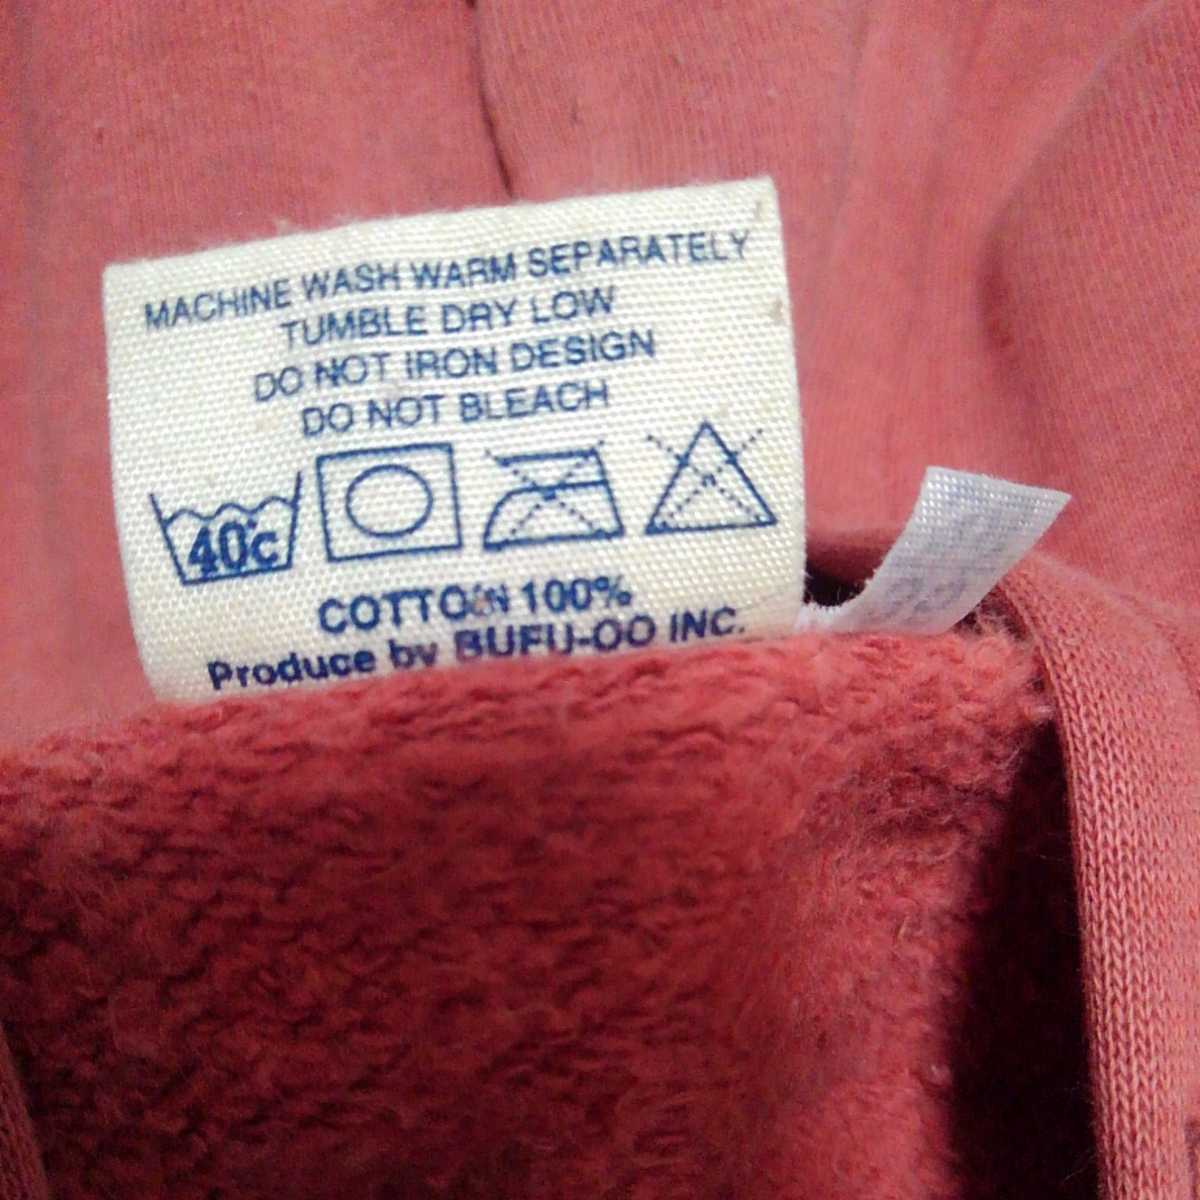 MACHINE WASH WARM SEPARATELY
TUMBLE DRY LOW
DO NOT IRON DESIGN
DO NOT BLEACH
40°c
COTTON 100%
Produce by BUFU-OO INC.